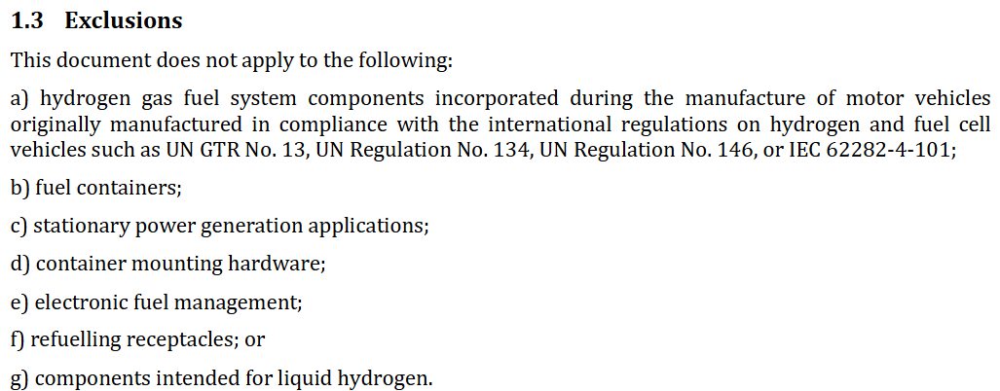 1.3 Exclusions
This document does not apply to the following:
a) hydrogen gas fuel system components incorporated during the manufacture of motor vehicles
originally manufactured in compliance with the international regulations on hydrogen and fuel cell
vehicles such as UN GTR No. 13, UN Regulation No. 134, UN Regulation No. 146, or IEC 62282-4-101;
b) fuel containers;
c) stationary power generation applications;
d) container mounting hardware;
e) electronic fuel management;
f) refuelling receptacles; or
g) components intended for liquid hydrogen.